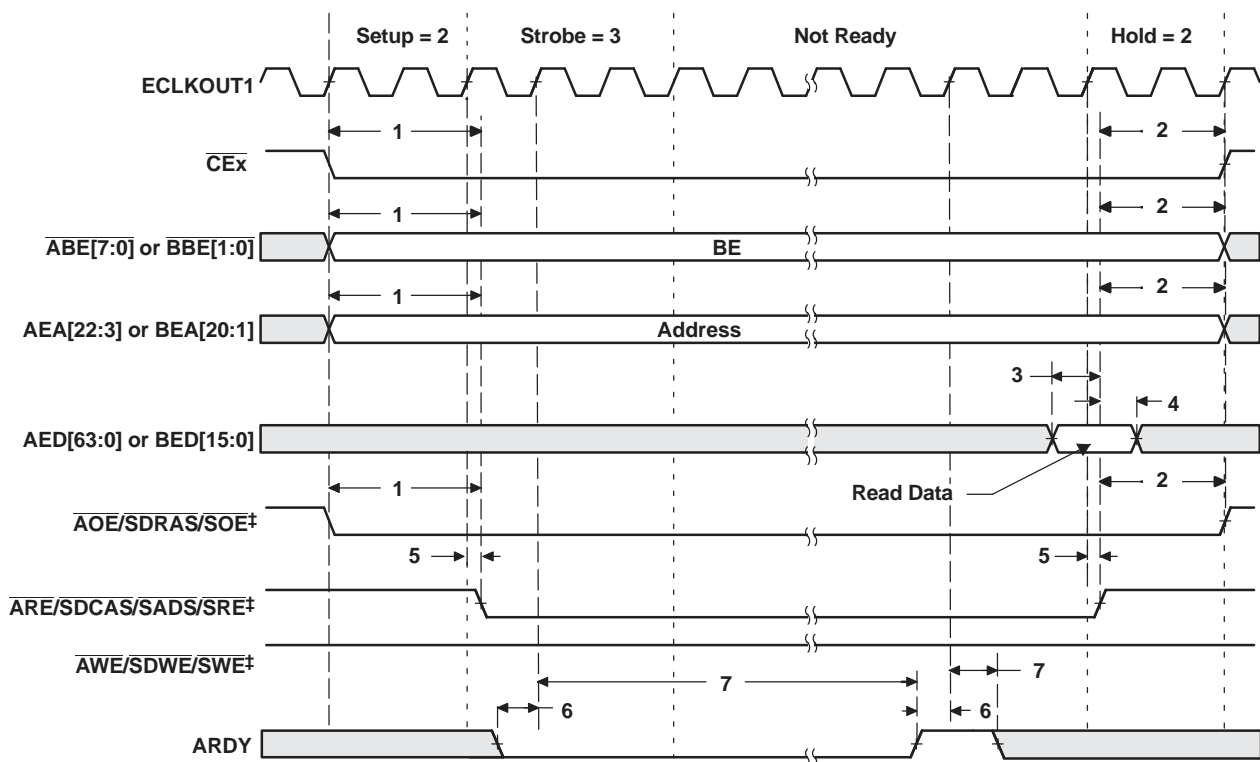 Setup = 2 Strobe = 3 Not Ready Hold = 2
ECLKOUT1
1 2
CEx
1 2
ABE[7:0] or BBE[1:0] BE
1 2
AEA[22:3] or BEA[20:1] Address
3
4
AED[63:0] or BED[15:0]
1 Read Data 2
AOE/SDRAS/SOE‡
5 5
ARE/SDCAS/SADS/SRE‡
AWE/SDWE/SWE‡
7 7
6 6
ARDY